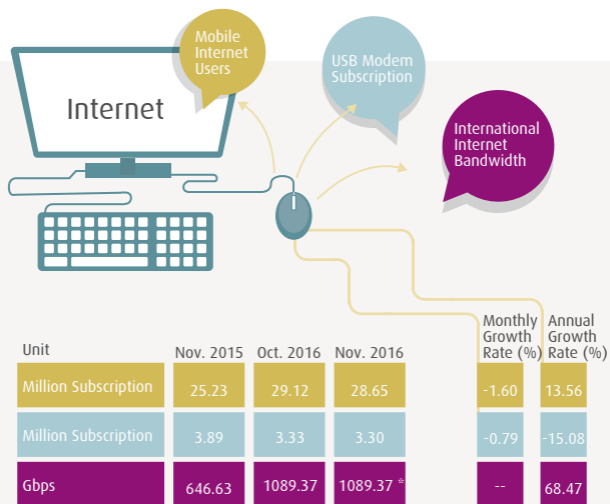 Mobile
Internet
Users
USB Modem
Subscription
Internet
International
Internet
Bandwidth
Unit
Nov. 2015
Oct. 2016
Nov. 2016
Monthly
Growth
Rate (%)
Annual
Growth
Rate (%)
Million Subscription 25.23 29.12 28.65 -1.60 13.56
Million Subscription 3.89 3.33 3.30 -0.79 -15.08
Gbps 646.63 1089.37 1089.37 * -- 68.47